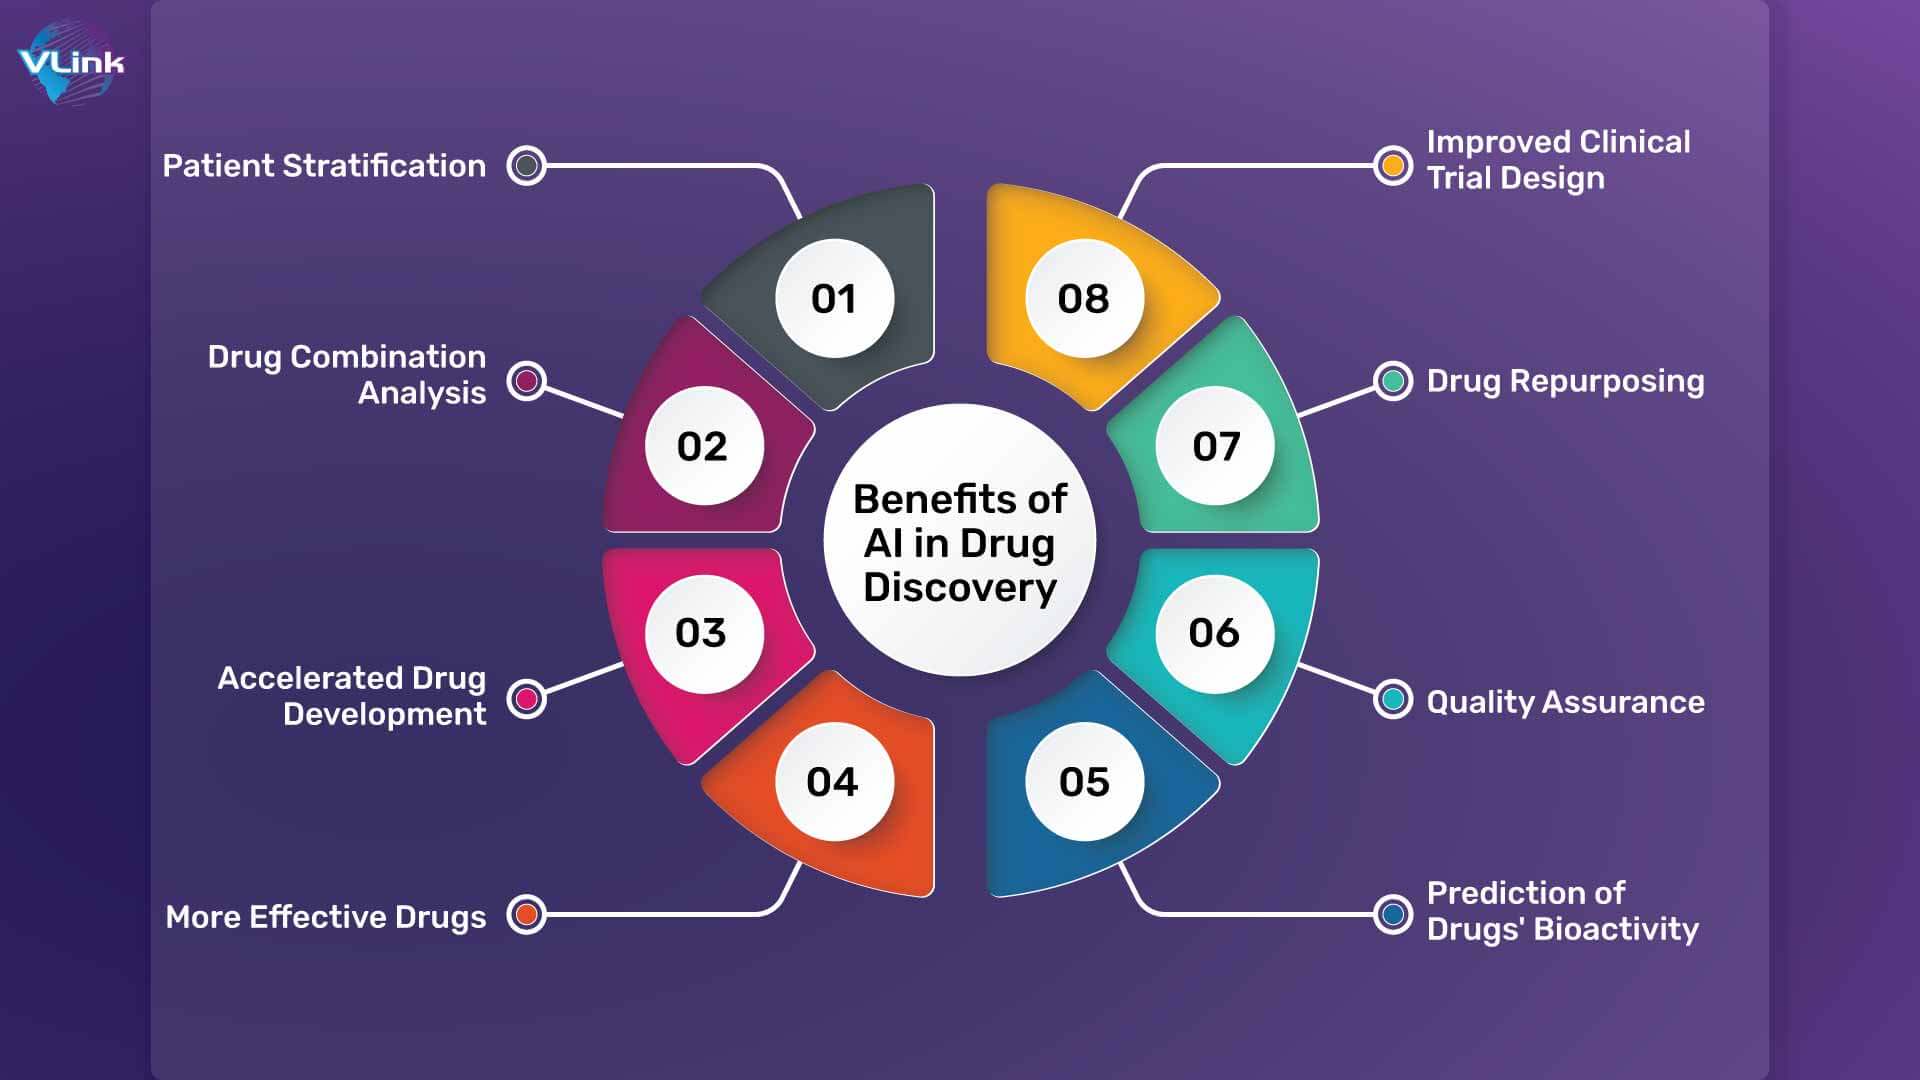 VLink
Patient Stratification
01
Drug Combination
Analysis
02
Accelerated Drug
Development
03
More Effective Drugs
04
Benefits of
AI in Drug
Discovery
Improved Clinical
Trial Design
08
Drug Repurposing
07
Quality Assurance
06
Prediction of
Drugs' Bioactivity
05